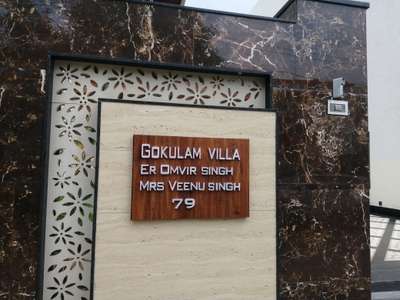 GOKULAM VILLA
ER OMVIR SINGH
MRS VEENU SINGH
79